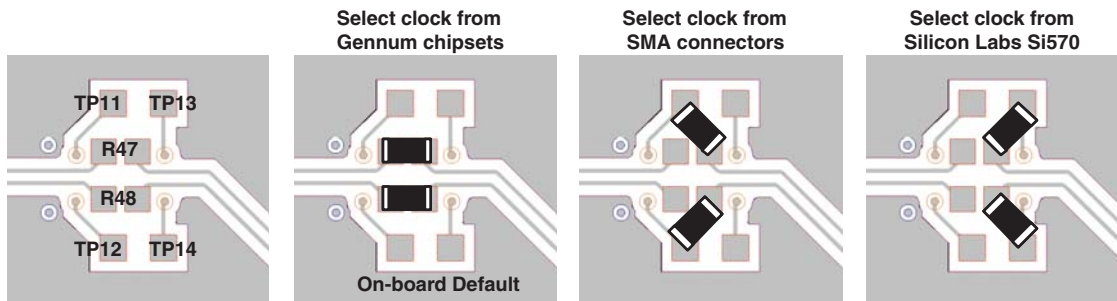 Select clock from
Gennum chipsets
Select clock from
SMA connectors
Select clock from
Silicon Labs Si570
TP11 TP13
R47
R48
TP12 TP14
On-board Default